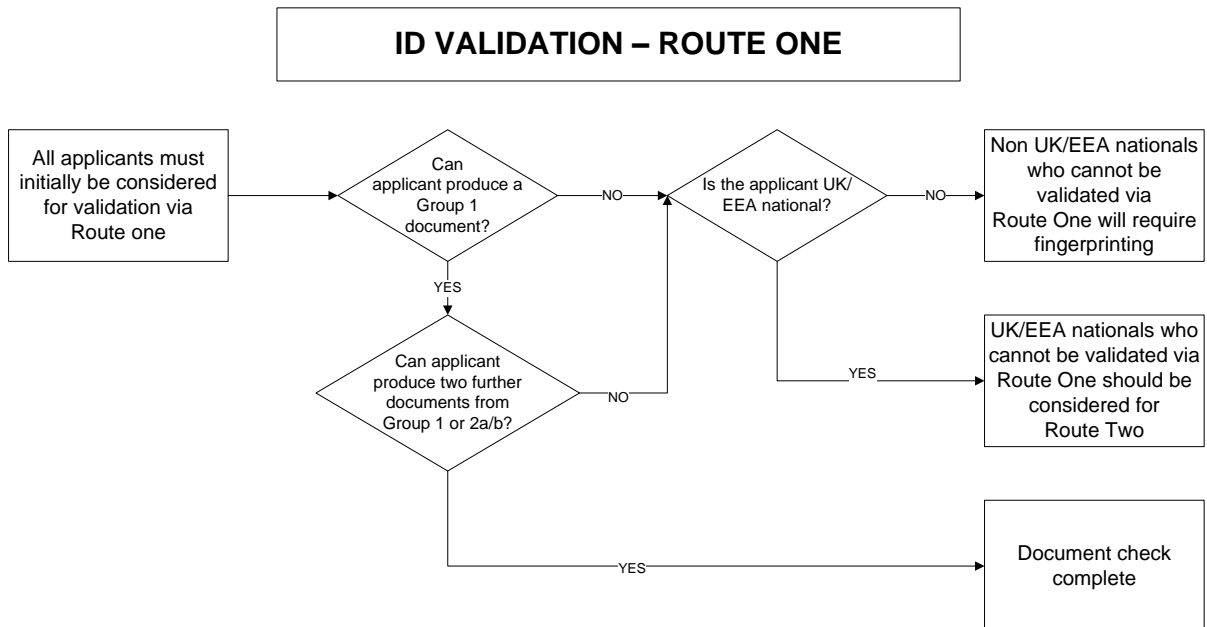 ID VALIDATION – ROUTE ONE
All applicants must
initially be considered
for validation via
Route one
Can
applicant produce a
Group 1
document?
NO
Is the applicant UK/
EEA national?
NO
Non UK/EEA nationals
who cannot be
validated via
Route One will require
fingerprinting
YES
Can applicant
produce two further
documents from
Group 1 or 2a/b?
NO
YES
UK/EEA nationals who
cannot be validated via
Route One should be
considered for
Route Two
YES
Document check
complete